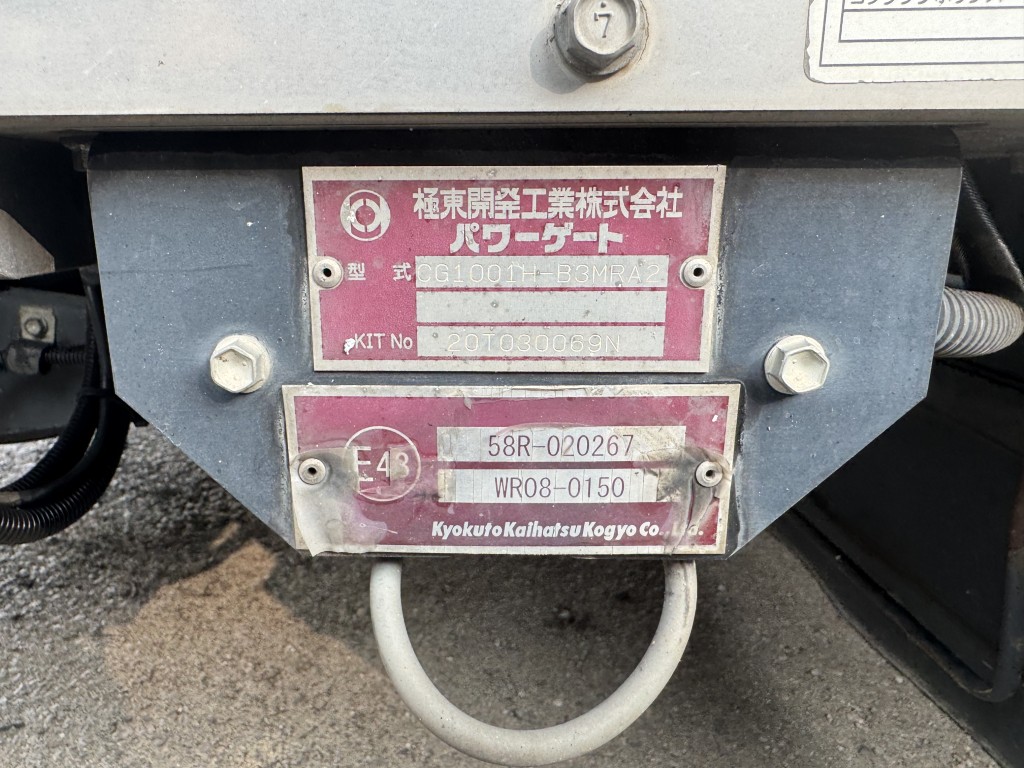 7
極東開発工業株式会社
パワーゲート
型 式 CG1001H-B3MRA2
KIT No 20T030069N
E43 58R-020267
WR08-0150
Kyokuto Kaihatsu Kogyo Co., Ltd.